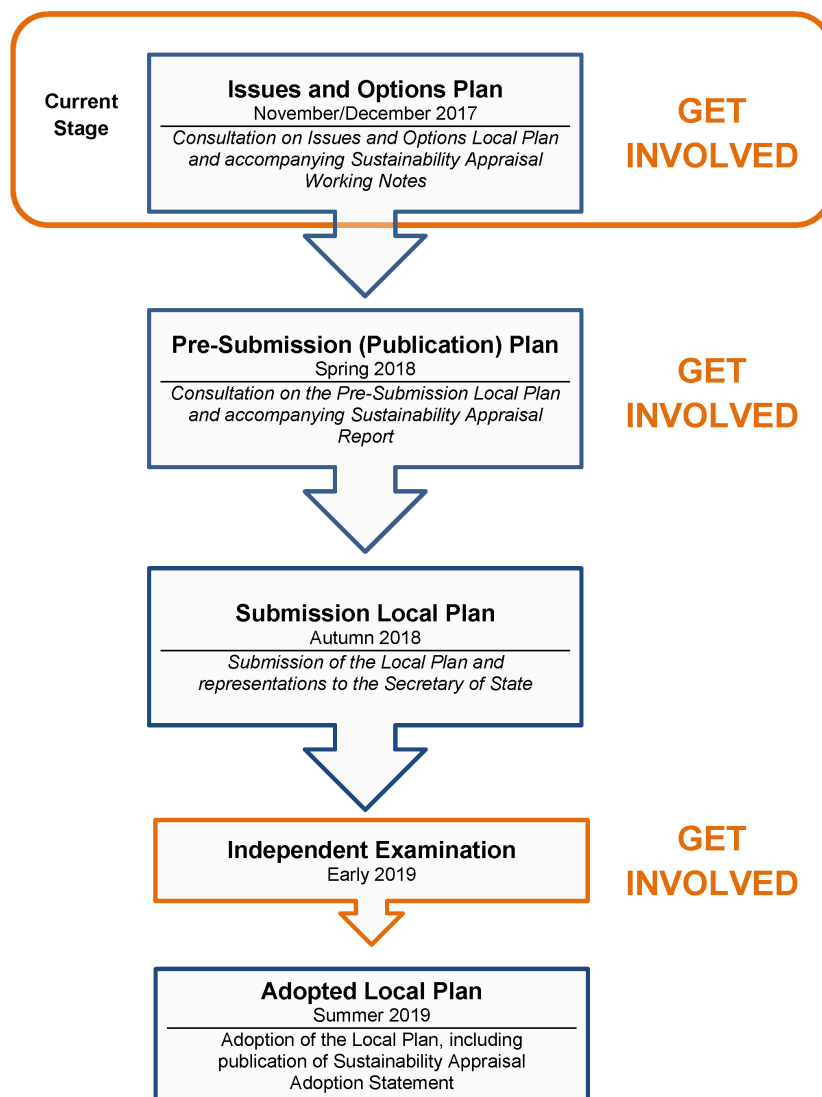 Current
Stage
Issues and Options Plan
November/December 2017
Consultation on Issues and Options Local Plan
and accompanying Sustainability Appraisal
Working Notes
GET
INVOLVED
Pre-Submission (Publication) Plan
Spring 2018
Consultation on the Pre-Submission Local Plan
and accompanying Sustainability Appraisal
Report
GET
INVOLVED
Submission Local Plan
Autumn 2018
Submission of the Local Plan and
representations to the Secretary of State
Independent Examination
Early 2019
GET
INVOLVED
Adopted Local Plan
Summer 2019
Adoption of the Local Plan, including
publication of Sustainability Appraisal
Adoption Statement